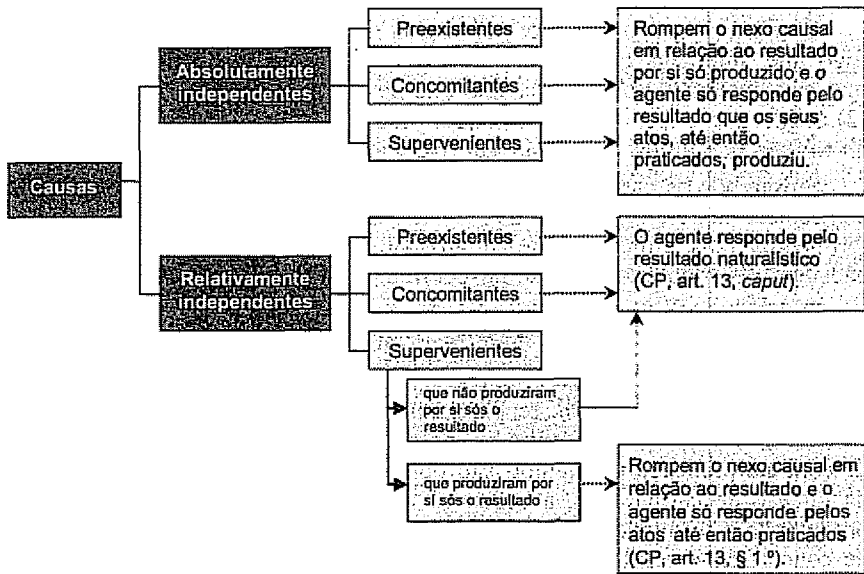 Causas
Absolutamente
independentes
Preexistentes
Concomitantes
Supervenientes
Rompem o nexo causal
em relação ao resultado
por si só produzido e o
agente só responde pelo
resultado que os seus
atos, até então
praticados, produziu.
Relativamente
independentes
Preexistentes
Concomitantes
Supervenientes
O agente responde pelo
resultado naturalístico
(CP, art. 13, caput).
que não produziram
por si sós o
resultado
que produziram por
si sós o resultado
Rompem o nexo causal em
relação ao resultado e o
agente só responde pelos
atos até então praticados
(CP, art. 13, § 1.º).